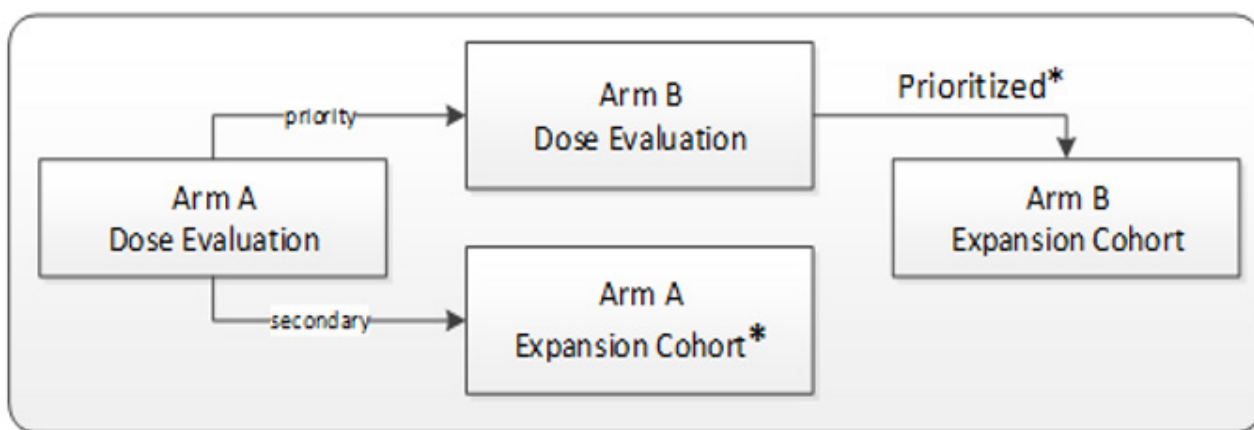 Arm A
Dose Evaluation
priority
secondary
Arm B
Dose Evaluation
Arm A
Expansion Cohort*
Prioritized*
Arm B
Expansion Cohort